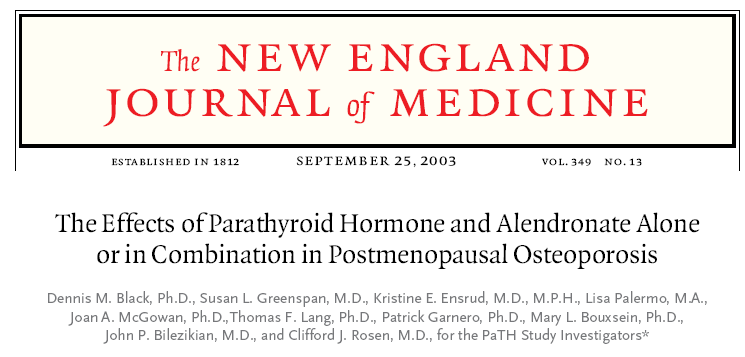 The NEW ENGLAND
JOURNAL of MEDICINE
ESTABLISHED IN 1812 SEPTEMBER 25, 2003 VOL. 349 NO. 13
The Effects of Parathyroid Hormone and Alendronate Alone
or in Combination in Postmenopausal Osteoporosis
Dennis M. Black, Ph.D., Susan L. Greenspan, M.D., Kristine E. Ensrud, M.D., M.P.H., Lisa Palermo, M.A.,
Joan A. McGowan, Ph.D.,Thomas F. Lang, Ph.D., Patrick Garnero, Ph.D., Mary L. Bouxsein, Ph.D.,
John P. Bilezikian, M.D., and Clifford J. Rosen, M.D., for the PaTH Study Investigators*